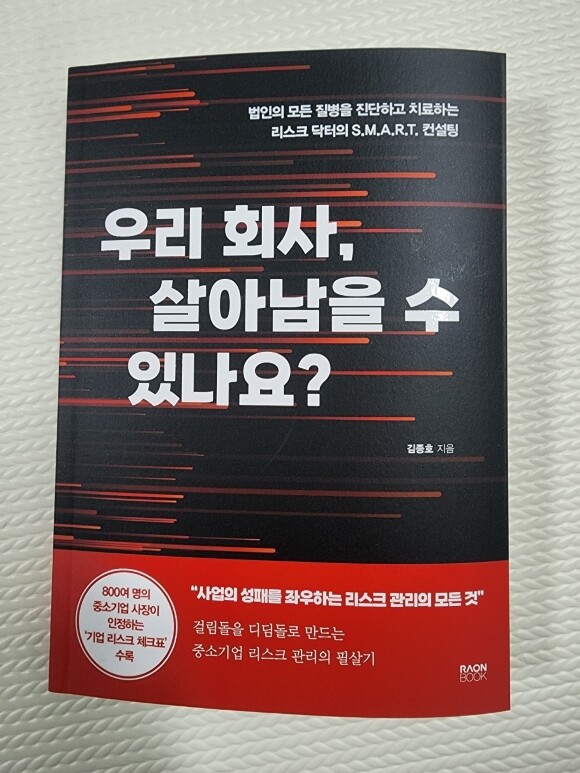 법인의 모든 질병을 진단하고 치료하는
리스크 닥터의 S.M.A.R.T. 컨설팅
우리 회사,
살아남을 수
있나요?
김종호 지음
800여 명의
중소기업 사장이
인정하는
'기업 리스크 체크표'
수록
"사업의 성패를 좌우하는 리스크 관리의 모든 것"
걸림돌을 디딤돌로 만드는
중소기업 리스크 관리의 필살기
RAON
BOOK